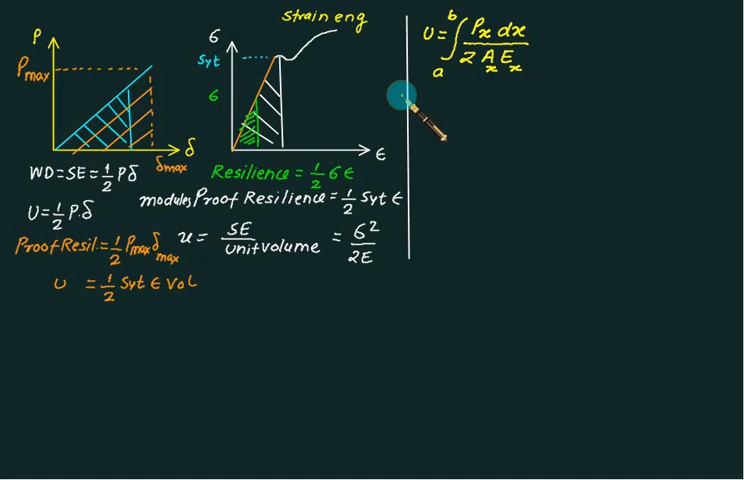 P
Pmax
δ
δmax
WD=SE=1/2 Pδ
U=1/2 P.δ
Proof Resil.=1/2 Pmax δmax
U = 1/2 Syt ϵ Vol
strain eng
6
Syt
6
ϵ
Resilience=1/2 6 ϵ
modules Proof Resilience=1/2 Syt ϵ
u = SE/Unit volume = 6²/2E
U=∫ₐᵇ Px dx / 2 Ax Ex